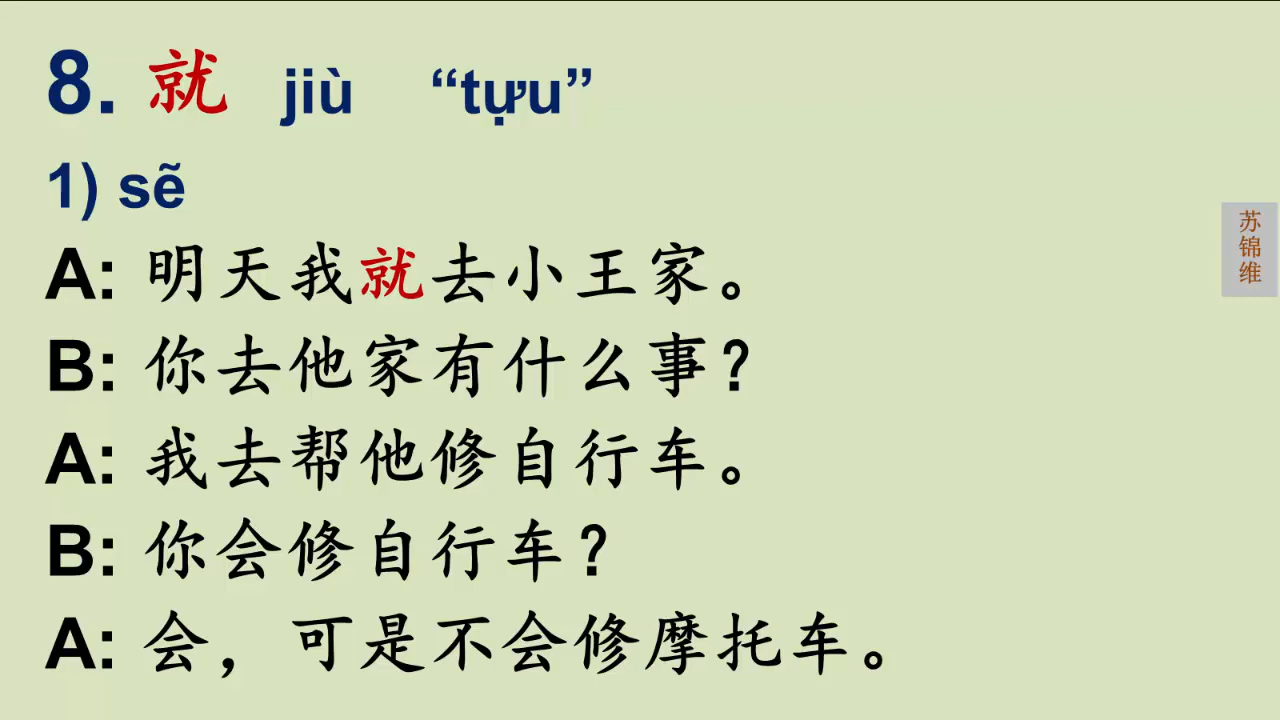 8. 就 jiù “tựu”
1) sẽ
A: 明天我就去小王家。
B: 你去他家有什么事？
A: 我去帮他修自行车。
B: 你会修自行车？
A: 会，可是不会修摩托车。
苏
锦
维